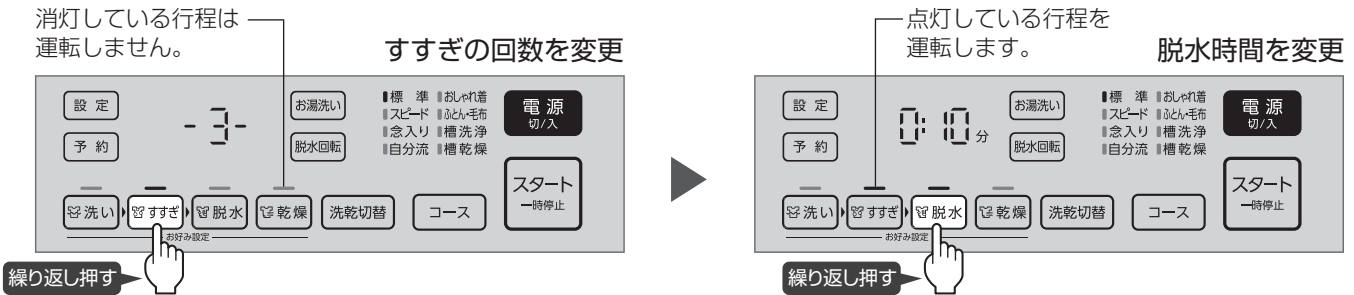 消灯している行程は
運転しません。
すすぎの回数を変更
設 定
予 約
- 3 -
お湯洗い
脱水回転
標 準 おしゃれ着
スピード ふとん・毛布
念入り 槽洗浄
自分流 槽乾燥
電 源
切/入
スタート
一時停止
洗い すすぎ 脱水 乾燥 洗乾切替 コース
お好み設定
繰り返し押す
点灯している行程を
運転します。
脱水時間を変更
設 定
予 約
0:10 分
お湯洗い
脱水回転
標 準 おしゃれ着
スピード ふとん・毛布
念入り 槽洗浄
自分流 槽乾燥
電 源
切/入
スタート
一時停止
洗い すすぎ 脱水 乾燥 洗乾切替 コース
お好み設定
繰り返し押す